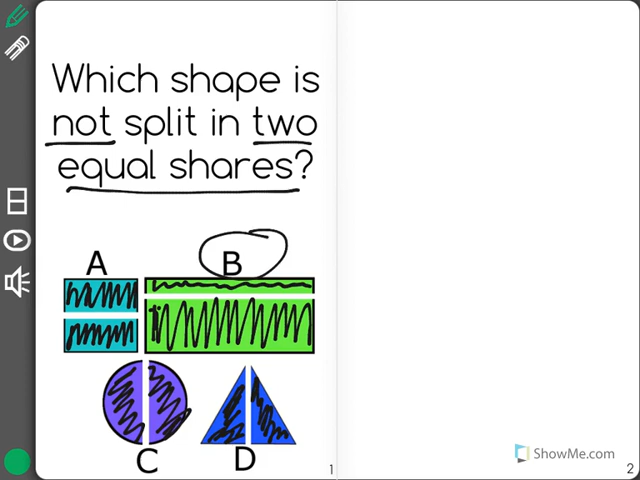 Which shape is
not split in two
equal shares?
A
B
C
D
1
ShowMe.com
2